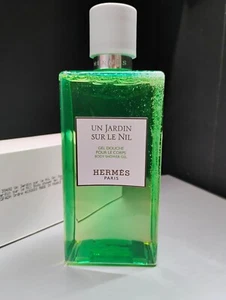 UN JARDIN
SUR LE NIL
GEL DOUCHE
POUR LE CORPS
BODY SHOWER GEL
HERMÈS
PARIS